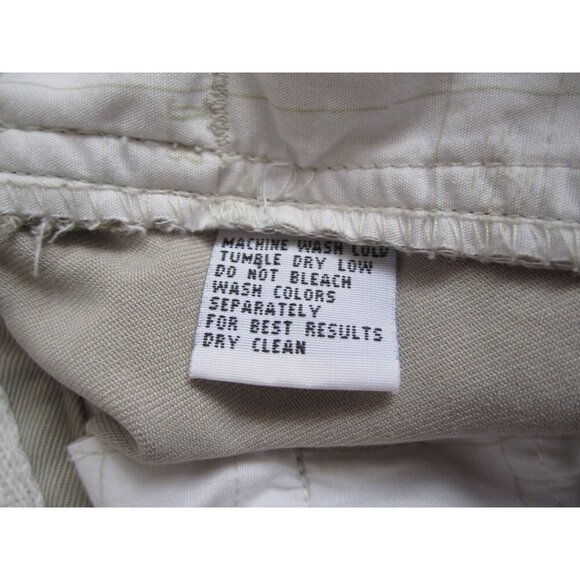 MACHINE WASH COLD
TUMBLE DRY LOW
DO NOT BLEACH
WASH COLORS
SEPARATELY
FOR BEST RESULTS
DRY CLEAN